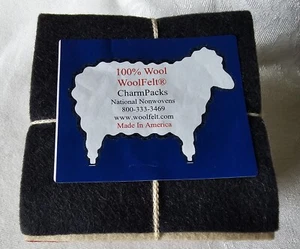 100% Wool
WoolFelt®
CharmPacks
National Nonwovens
800-333-3469
www.woolfelt.com
Made In America